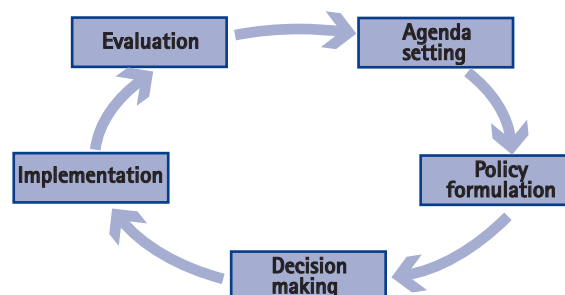 Evaluation
Agenda
setting
Implementation
Policy
formulation
Decision
making